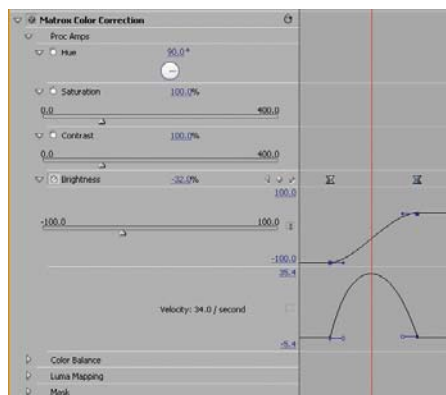 Matrox Color Correction
Proc Amps
Hue 90.0°
Saturation 100.0%
0.0 400.0
Contrast 100.0%
0.0 400.0
Brightness -32.0%
100.0
-100.0 100.0
-100.0
35.4
Velocity: 34.0 / second
-5.4
Color Balance
Luma Mapping
Mask